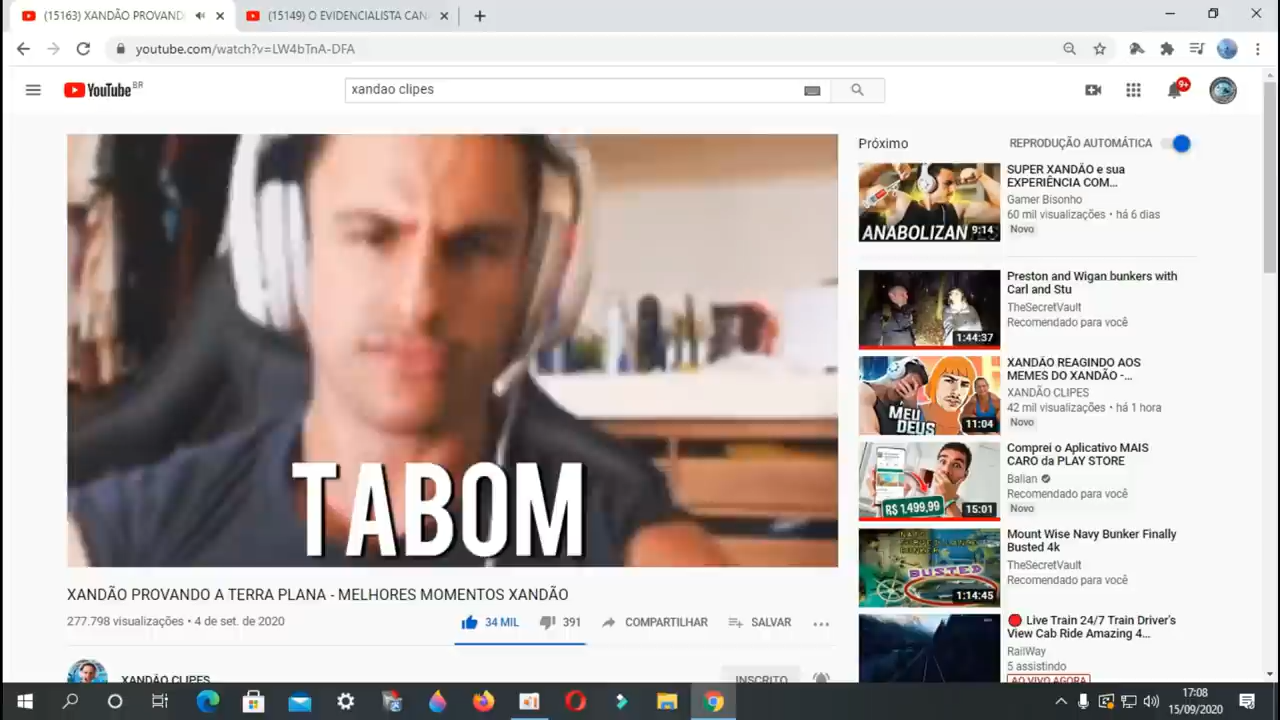 (15163) XANDÃO PROVAND
(15149) O EVIDENCIALISTA CAN
youtube.com/watch?v=LW4bTnA-DFA
YouTube BR
xandao clipes
9+
TABOM
XANDÃO PROVANDO A TERRA PLANA - MELHORES MOMENTOS XANDÃO
277.798 visualizações • 4 de set. de 2020
34 MIL
391
COMPARTILHAR
SALVAR
XANDÃO CLIPES
INSCRITO
Próximo
REPRODUÇÃO AUTOMÁTICA
ANABOLIZAN
9:14
SUPER XANDÃO e sua
EXPERIÊNCIA COM...
Gamer Bisonho
60 mil visualizações • há 6 dias
Novo
1:44:37
Preston and Wigan bunkers with
Carl and Stu
TheSecretVault
Recomendado para você
MEU
DEUS
11:04
XANDÃO REAGINDO AOS
MEMES DO XANDÃO -...
XANDÃO CLIPES
42 mil visualizações • há 1 hora
Novo
R$ 1.499,99
15:01
Comprei o Aplicativo MAIS
CARO da PLAY STORE
Balian
Recomendado para você
Novo
BUSTED
1:14:45
Mount Wise Navy Bunker Finally
Busted 4k
TheSecretVault
Recomendado para você
Live Train 24/7 Train Driver's
View Cab Ride Amazing 4...
RailWay
5 assistindo
AO VIVO AGORA
17:08
15/09/2020